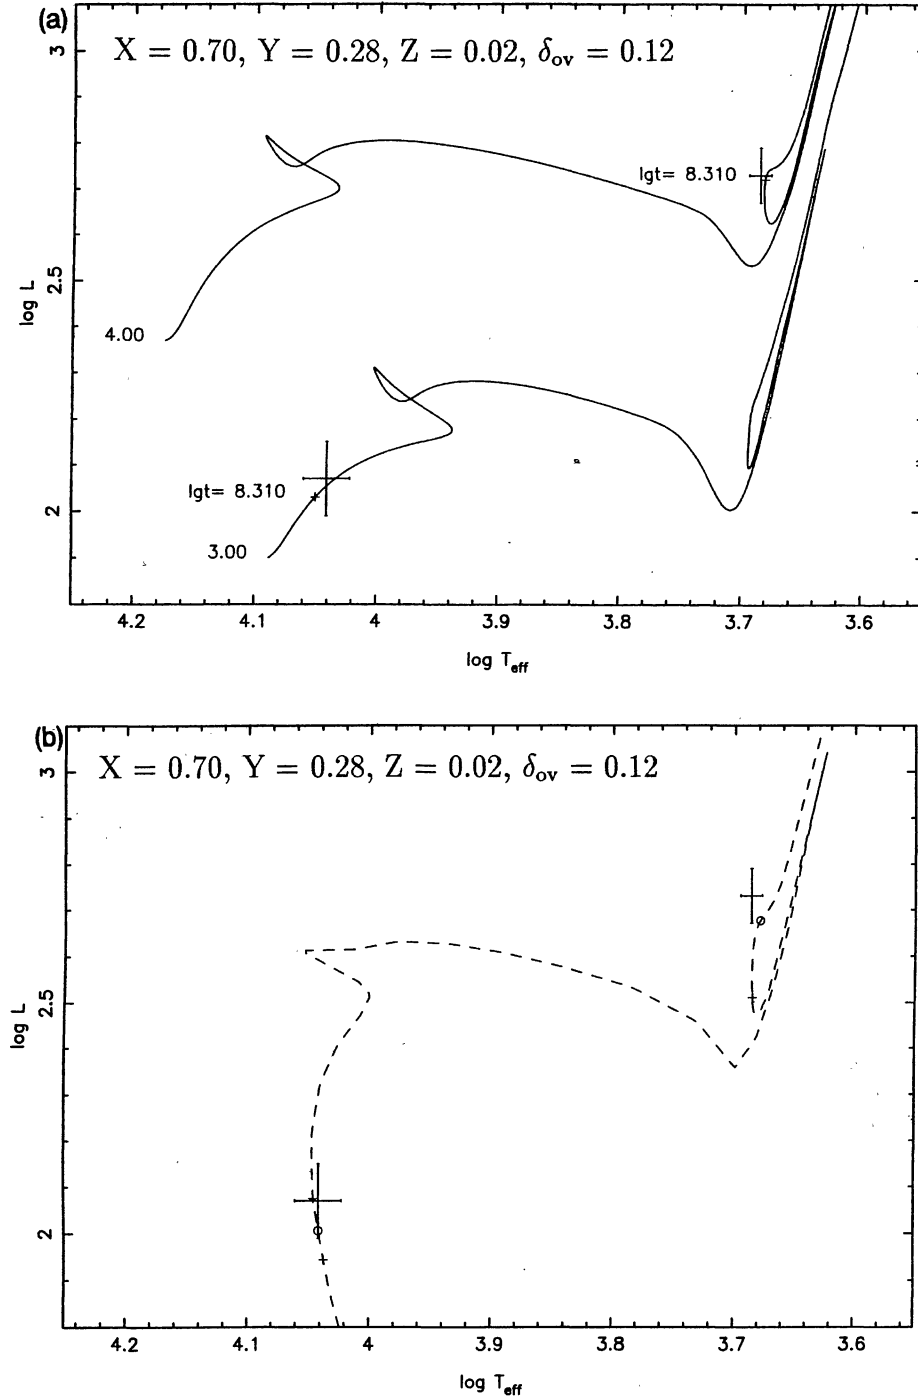 (a)
X = 0.70, Y = 0.28, Z = 0.02, δov = 0.12
3
2.5
2
log L
lgt= 8.310
4.00
lgt= 8.310
3.00
4.2 4.1 4 3.9 3.8 3.7 3.6
log Teff
(b)
X = 0.70, Y = 0.28, Z = 0.02, δov = 0.12
3
2.5
2
log L
4.2 4.1 4 3.9 3.8 3.7 3.6
log Teff